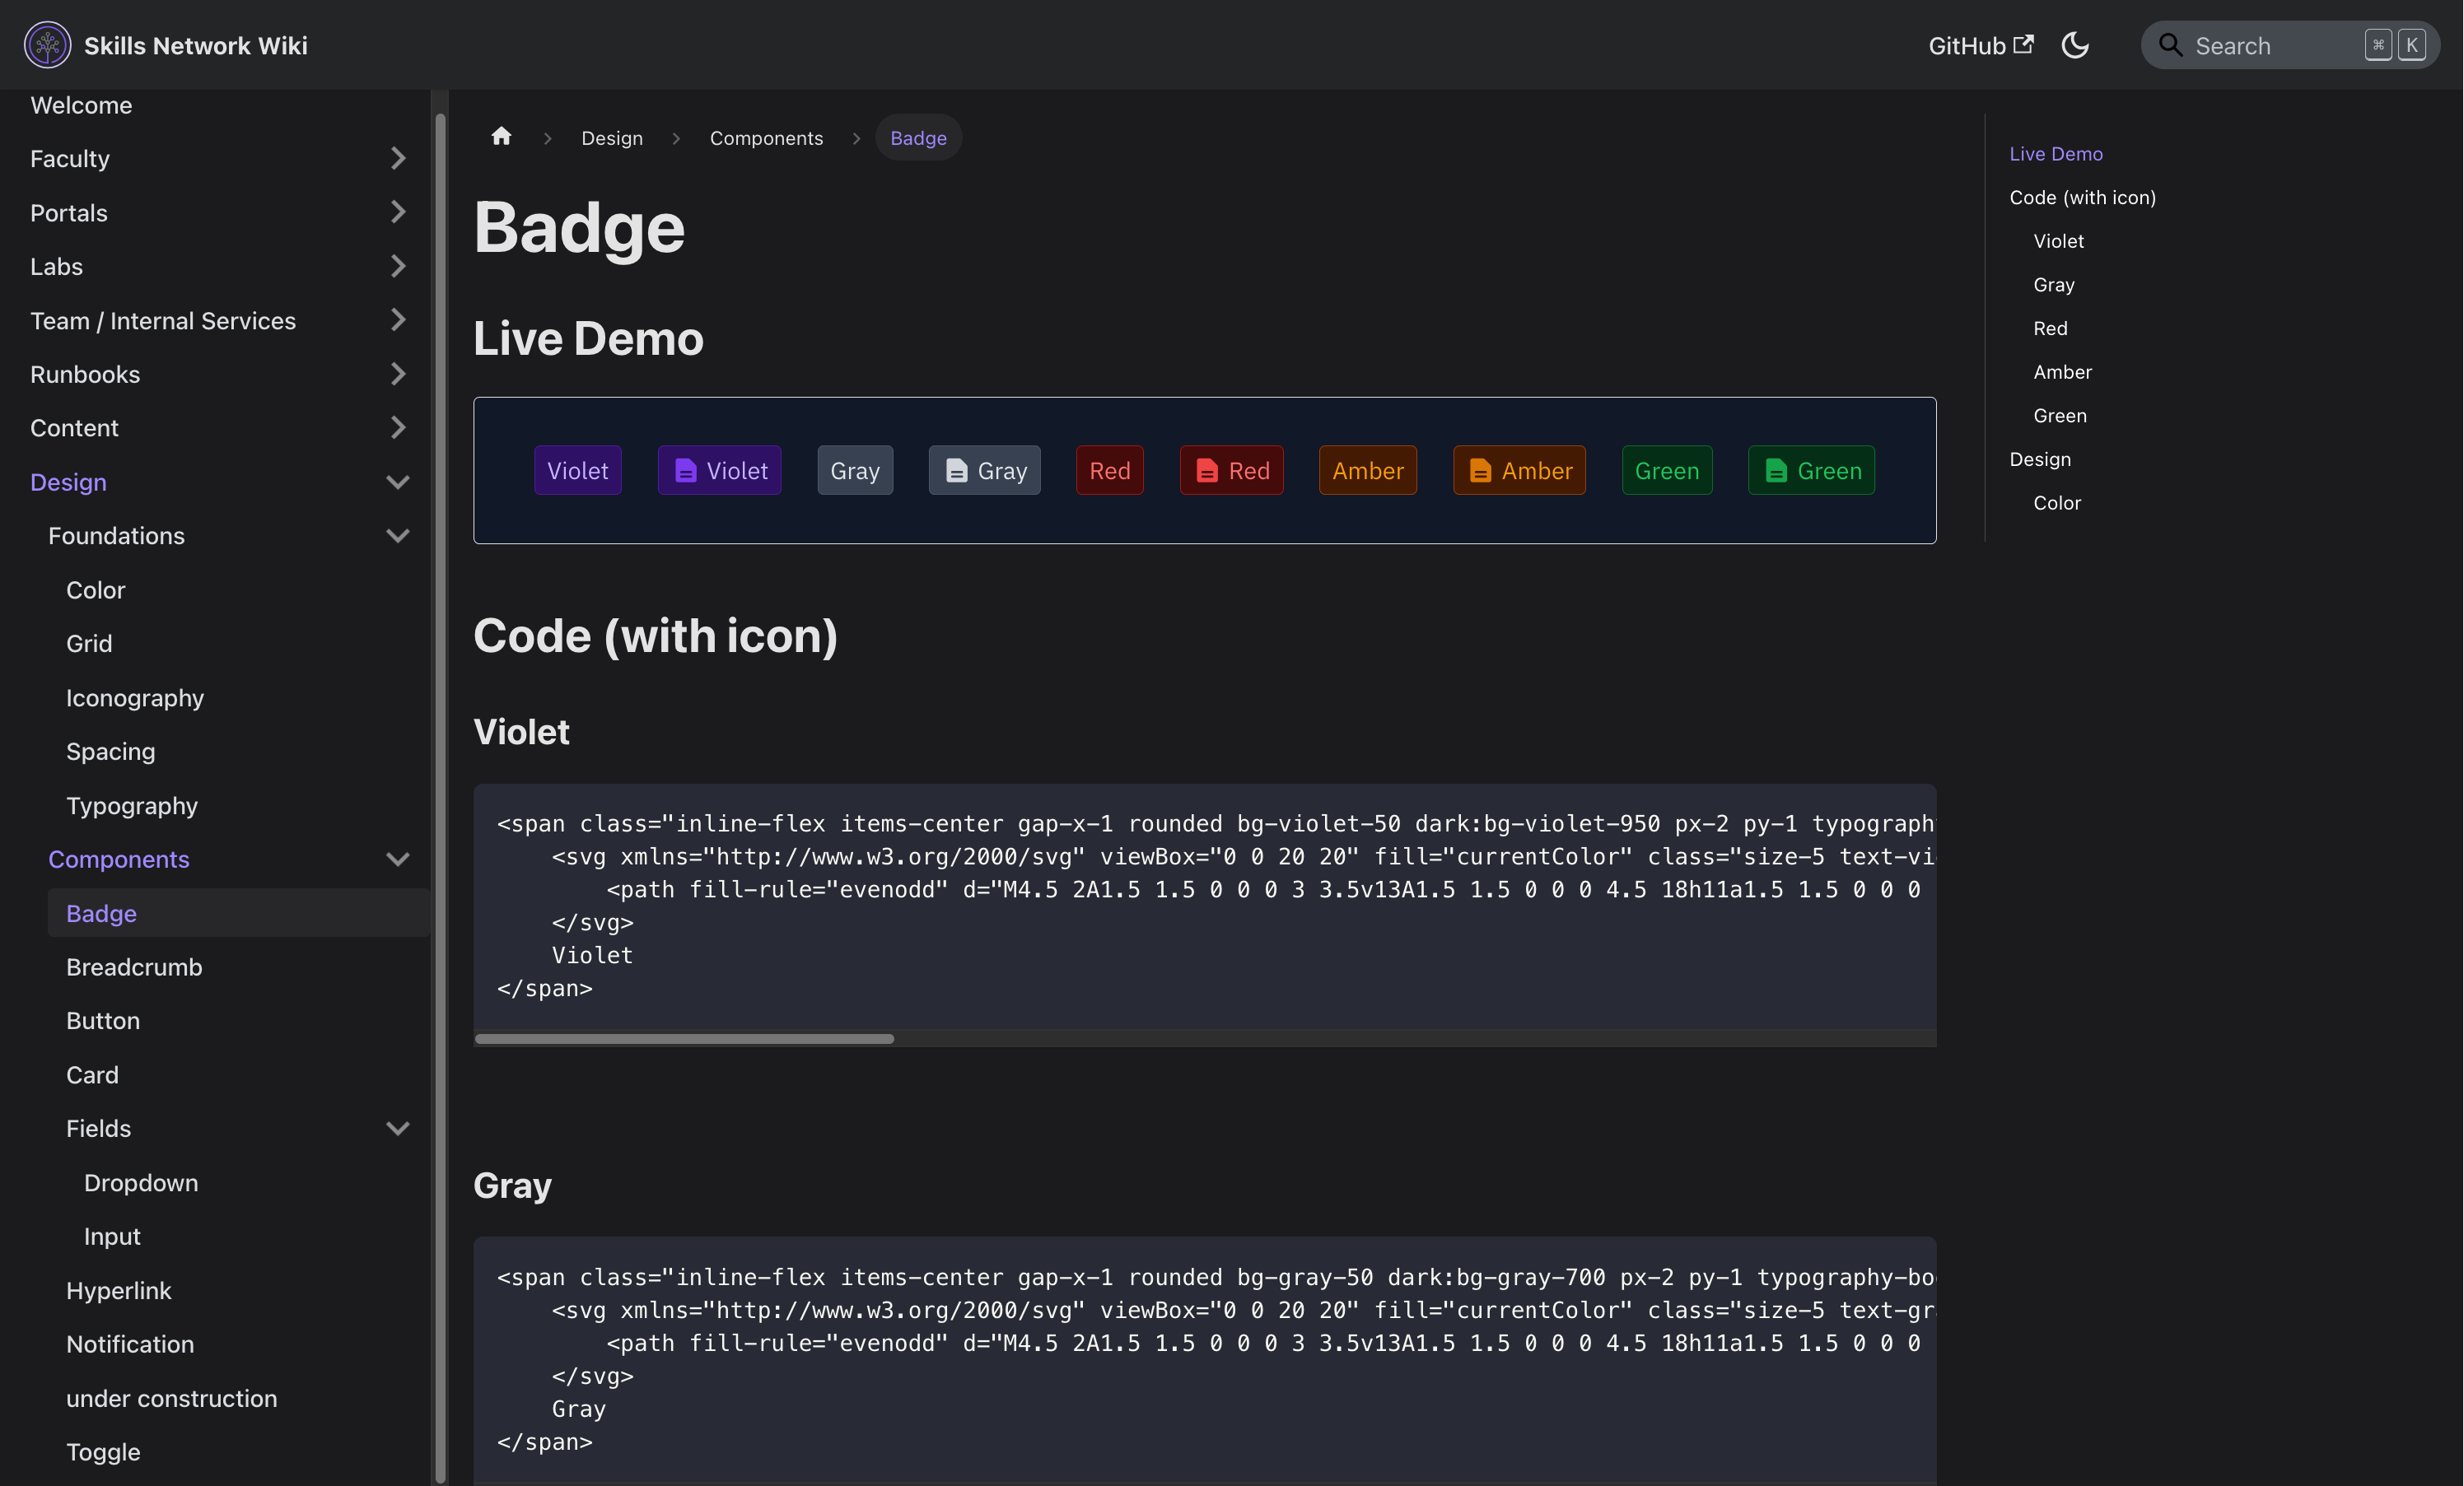 Skills Network Wiki
GitHub
Search
⌘ K
Welcome
Faculty
Portals
Labs
Team / Internal Services
Runbooks
Content
Design
Foundations
Color
Grid
Iconography
Spacing
Typography
Components
Badge
Breadcrumb
Button
Card
Fields
Dropdown
Input
Hyperlink
Notification
under construction
Toggle
Design
Components
Badge
Badge
Live Demo
Violet Violet Gray Gray Red Red Amber Amber Green Green
Code (with icon)
Violet
<span class="inline-flex items-center gap-x-1 rounded bg-violet-50 dark:bg-violet-950 px-2 py-1 typograph
<svg xmlns="http://www.w3.org/2000/svg" viewBox="0 0 20 20" fill="currentColor" class="size-5 text-vi
<path fill-rule="evenodd" d="M4.5 2A1.5 1.5 0 0 0 3 3.5v13A1.5 1.5 0 0 0 4.5 18h11a1.5 1.5 0 0 0
</svg>
Violet
</span>
Gray
<span class="inline-flex items-center gap-x-1 rounded bg-gray-50 dark:bg-gray-700 px-2 py-1 typography-bo
<svg xmlns="http://www.w3.org/2000/svg" viewBox="0 0 20 20" fill="currentColor" class="size-5 text-gr
<path fill-rule="evenodd" d="M4.5 2A1.5 1.5 0 0 0 3 3.5v13A1.5 1.5 0 0 0 4.5 18h11a1.5 1.5 0 0 0
</svg>
Gray
</span>
Live Demo
Code (with icon)
Violet
Gray
Red
Amber
Green
Design
Color